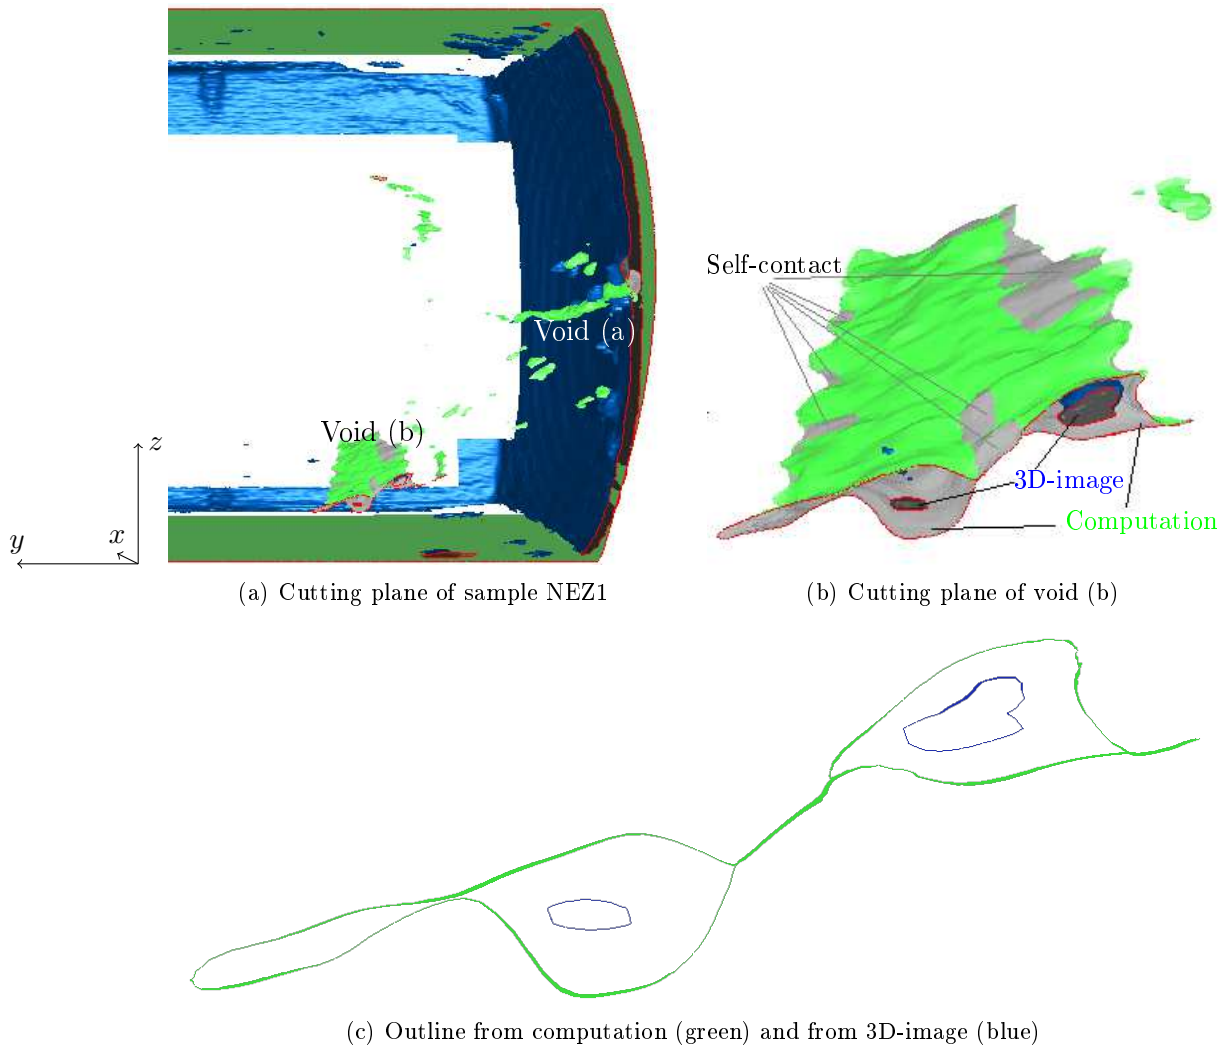 Void (a)
Void (b)
z
x
y
Self-contact
3D-image
Computation
(a) Cutting plane of sample NEZ1
(b) Cutting plane of void (b)
(c) Outline from computation (green) and from 3D-image (blue)